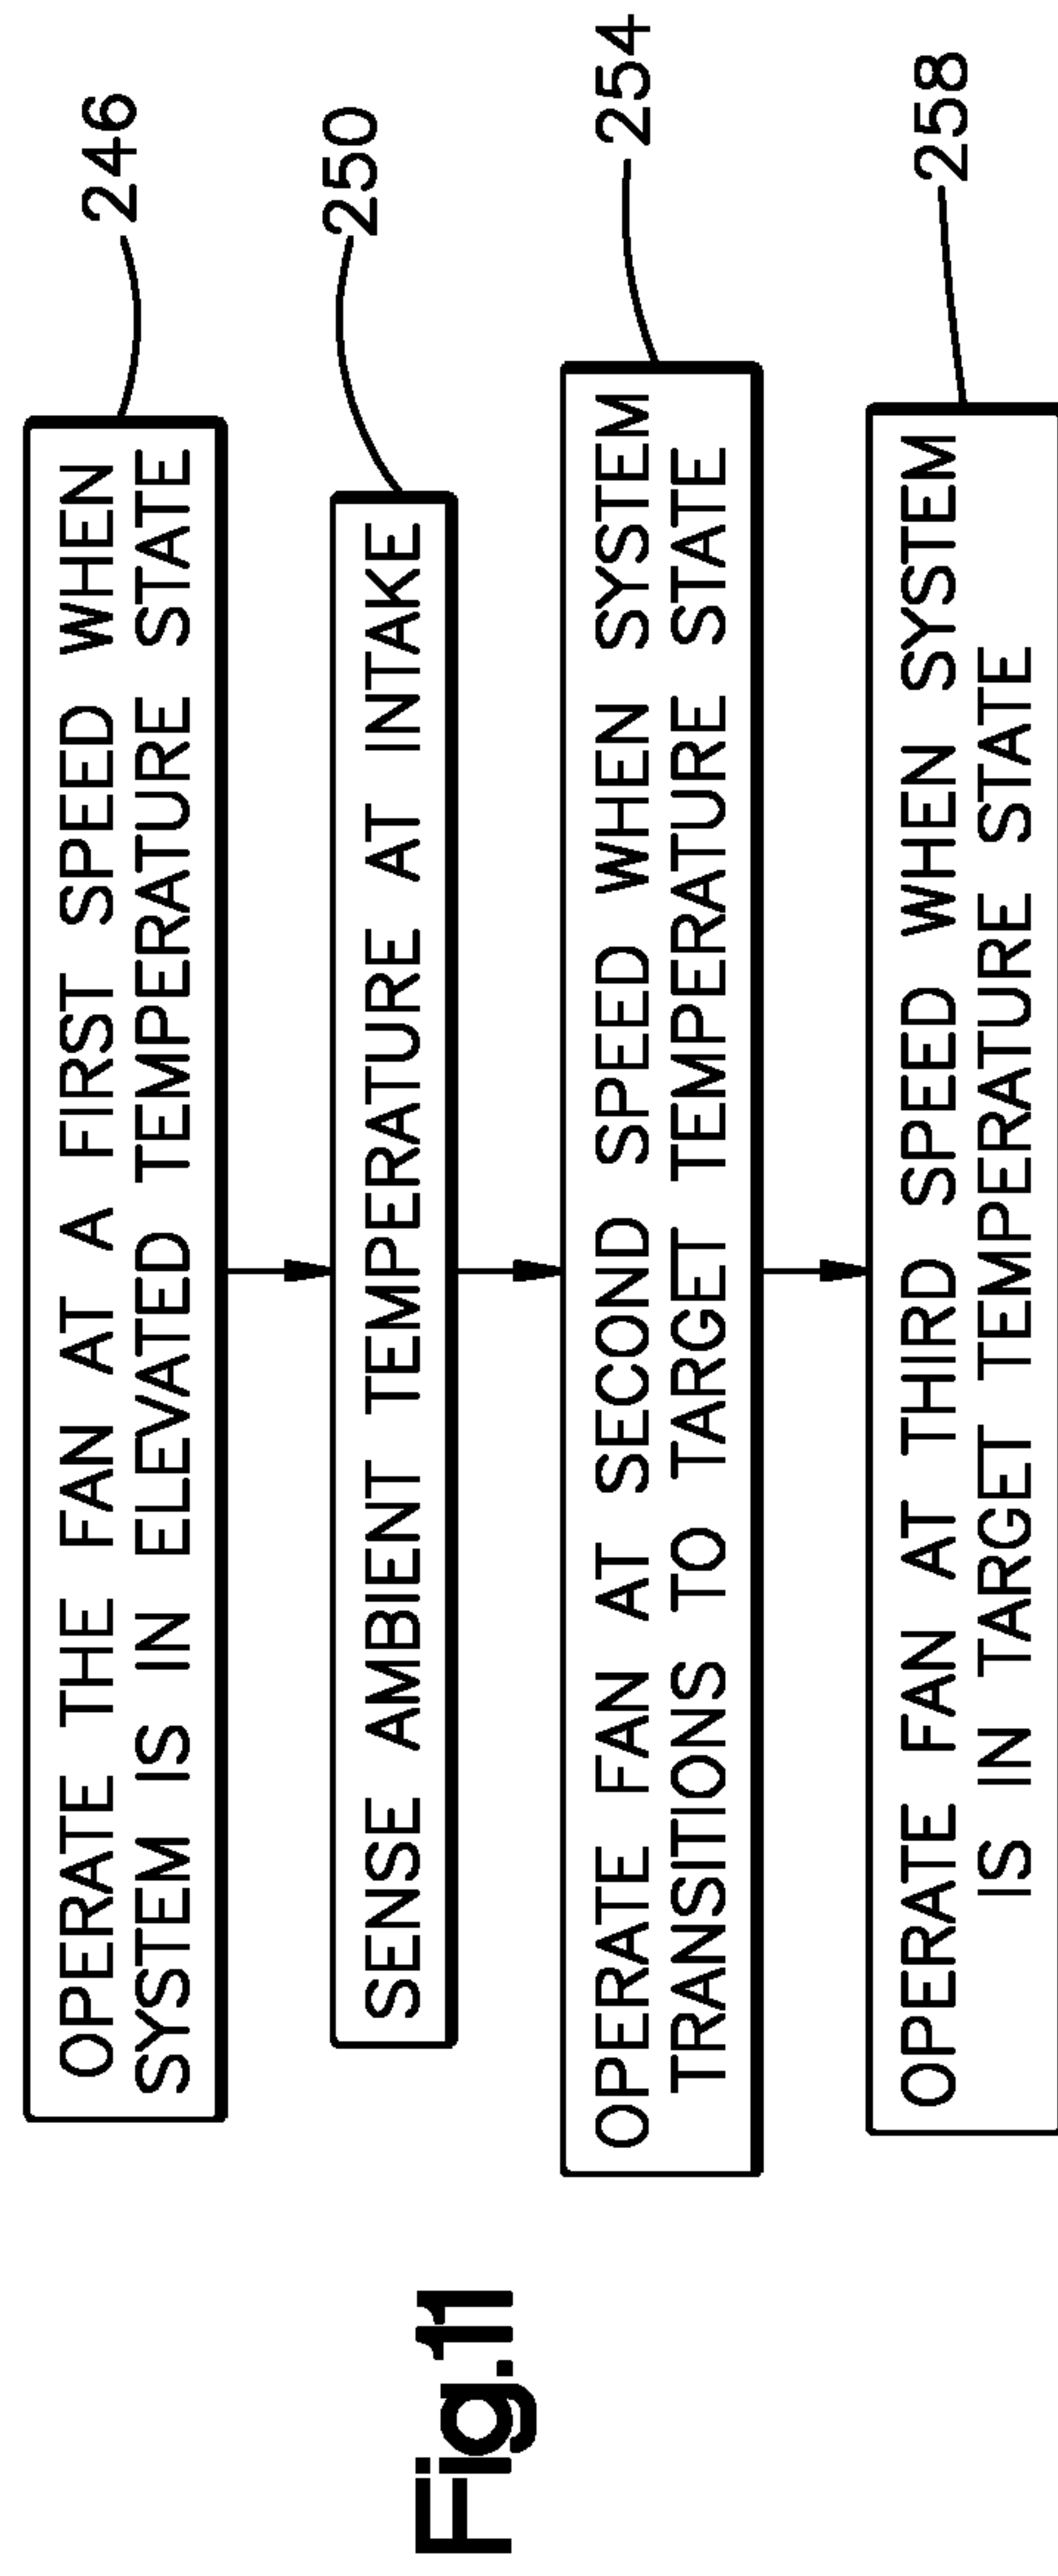 OPERATE THE FAN AT A FIRST SPEED WHEN
SYSTEM IS IN ELEVATED TEMPERATURE STATE
246
SENSE AMBIENT TEMPERATURE AT INTAKE
250
OPERATE FAN AT SECOND SPEED WHEN SYSTEM
TRANSITIONS TO TARGET TEMPERATURE STATE
254
OPERATE FAN AT THIRD SPEED WHEN SYSTEM
IS IN TARGET TEMPERATURE STATE
258
Fig.11